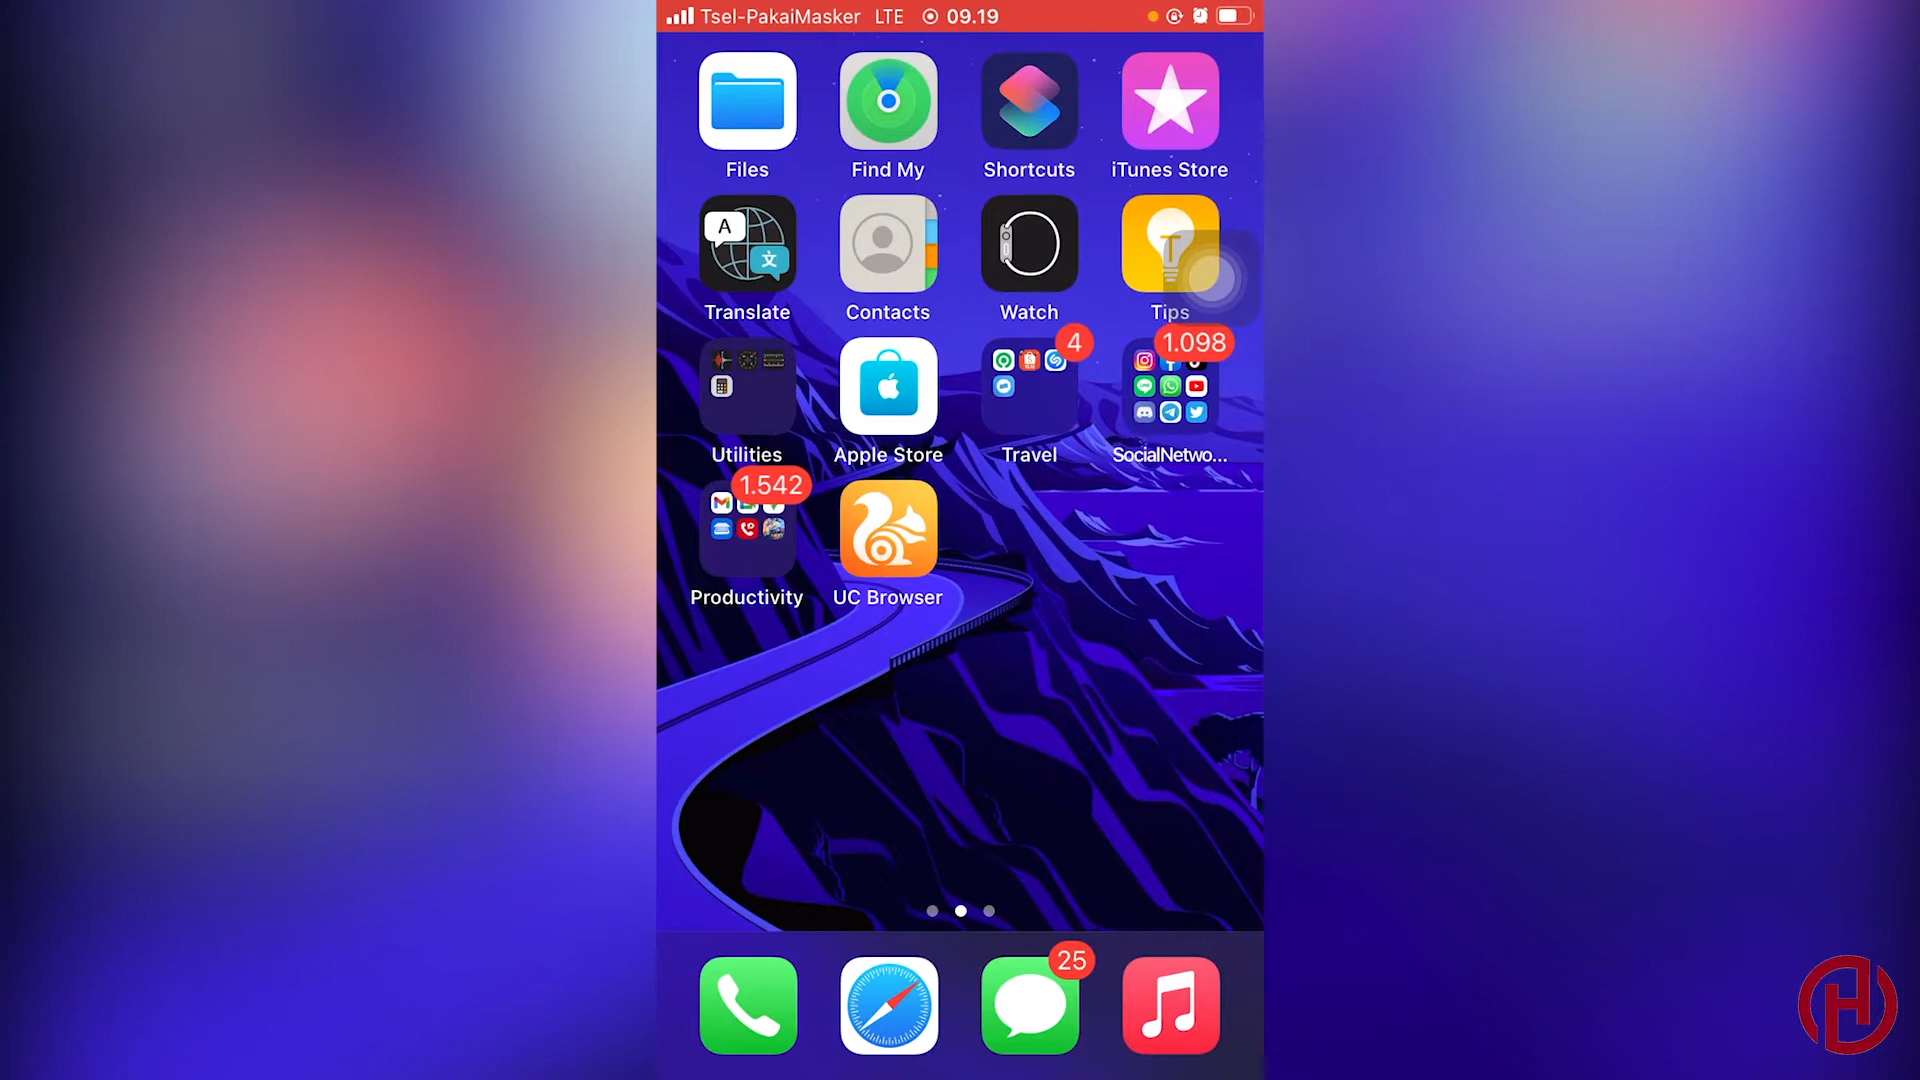 Tsel-PakaiMasker LTE 09.19
Files Find My Shortcuts iTunes Store
A
文
Translate Contacts Watch Tips
4 1.098
Utilities Apple Store Travel SocialNetwo...
1.542
Productivity UC Browser
25
H